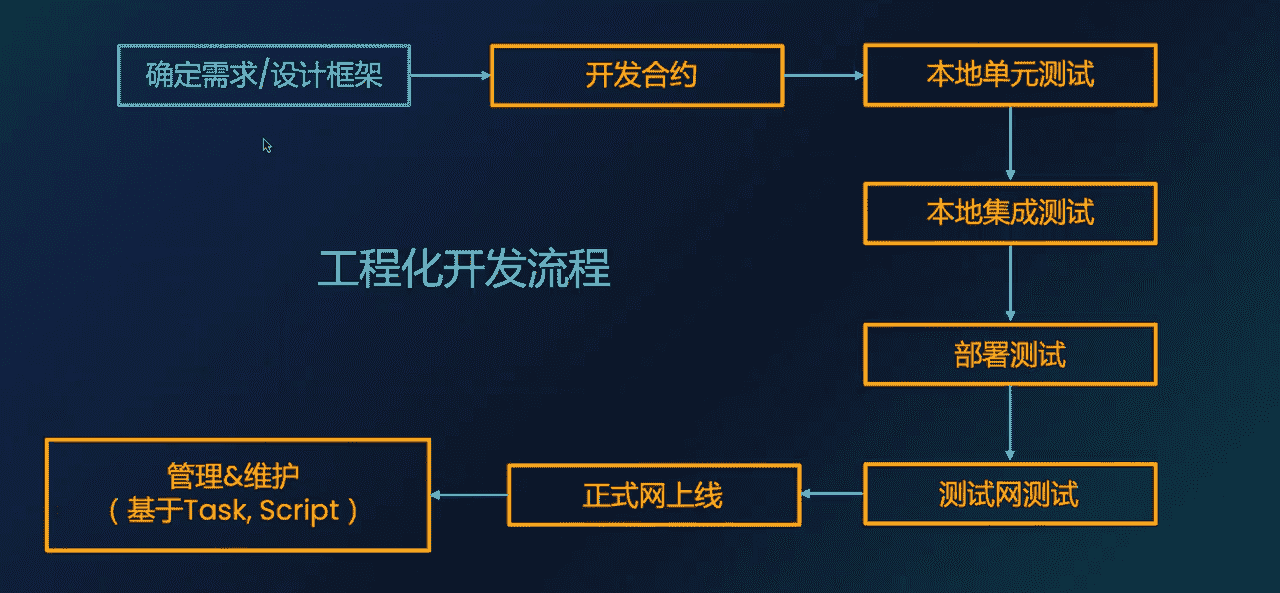 确定需求/设计框架
开发合约
本地单元测试
本地集成测试
工程化开发流程
部署测试
测试网测试
正式网上线
管理&维护
（基于Task, Script）